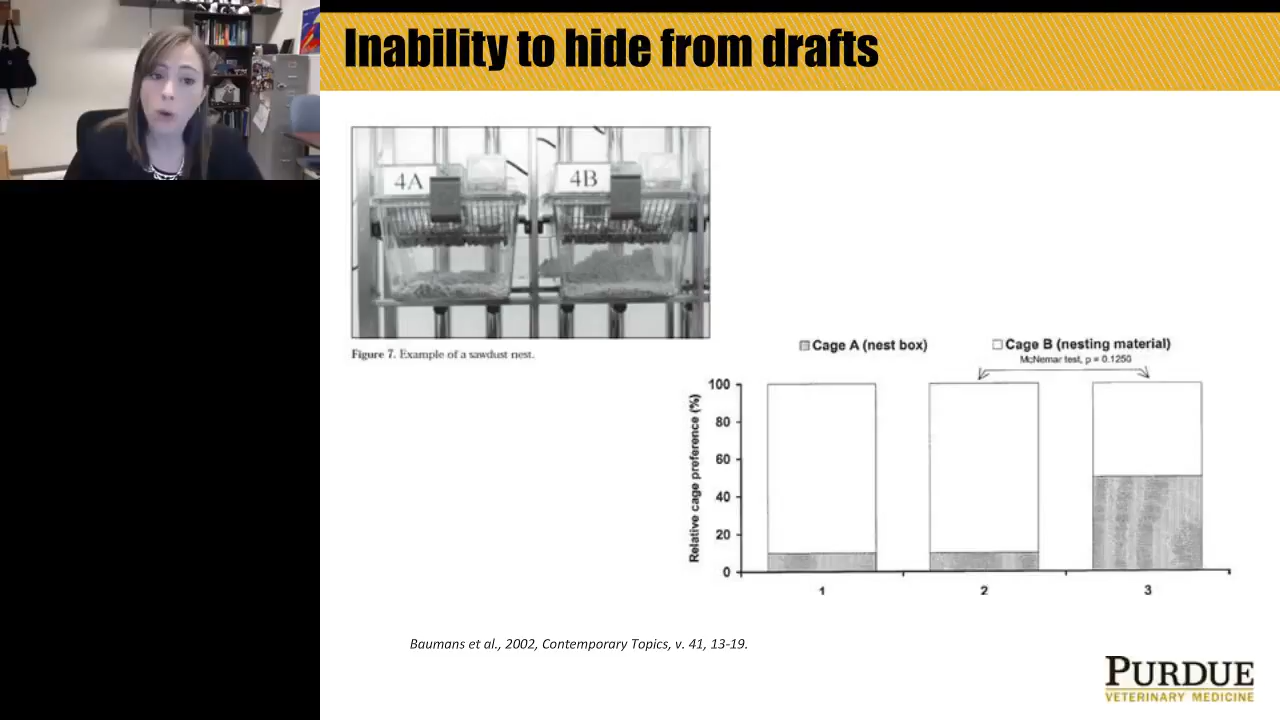 Inability to hide from drafts
4A
4B
Figure 7. Example of a sawdust nest.
Cage A (nest box)
Cage B (nesting material)
McNemar test, p = 0.1250
Relative cage preference (%)
100
80
60
40
20
0
1
2
3
Baumans et al., 2002, Contemporary Topics, v. 41, 13-19.
PURDUE
VETERINARY MEDICINE